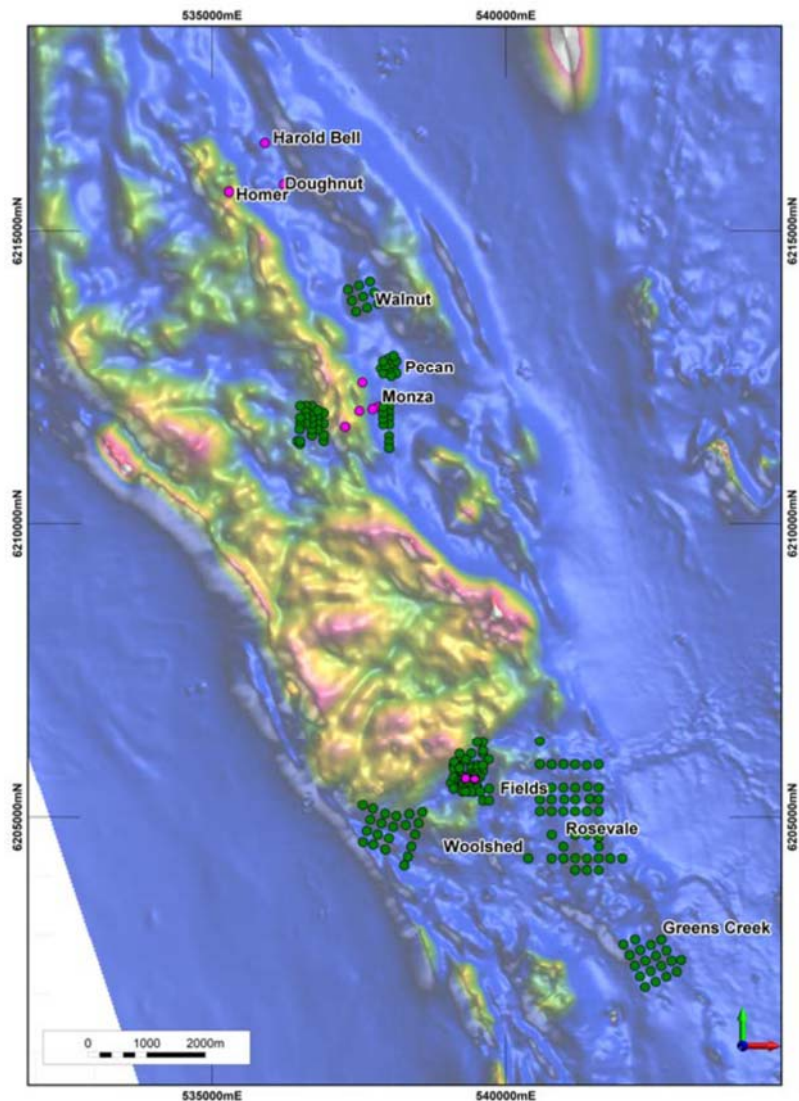 535000mE
540000mE
Harold Bell
Doughnut
Homer
6215000mN
6215000mN
Walnut
Pecan
Monza
6210000mN
6210000mN
Fields
Rosevale
6205000mN
6205000mN
Woolshed
Greens Creek
0 1000 2000m
535000mE
540000mE